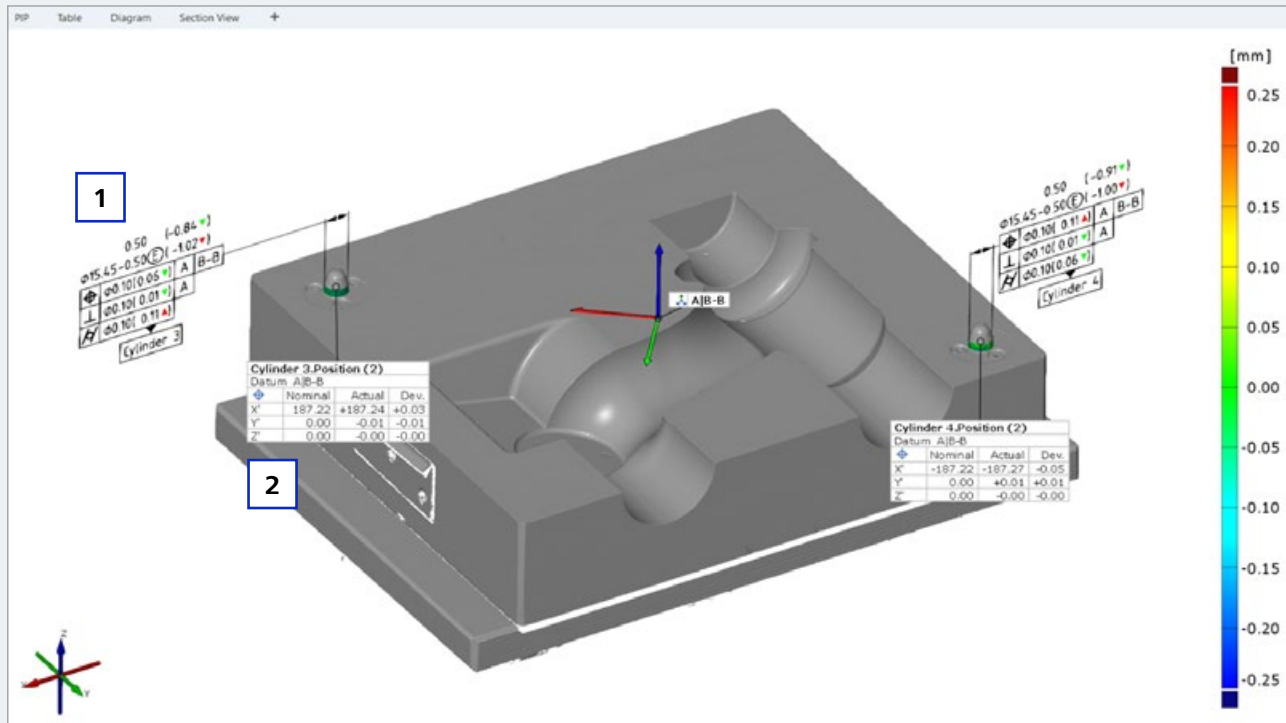 PIP Table Diagram Section View +
[mm]
0.25
0.20
0.15
0.10
0.05
0.00
-0.05
-0.10
-0.15
-0.20
-0.25
1
0.50 (-0.84)
⌀15.45-0.50Ⓔ(-1.02)
⌀0.10(0.06) A B-B
⌀0.10(0.01) A
⌀0.10(0.11)
Cylinder 3
0.50 (-0.91)
⌀15.45-0.50Ⓔ(-1.00)
⌀0.10(0.11) A B-B
⌀0.10(0.01) A
⌀0.10(0.06)
Cylinder 4
A|B-B
Cylinder 3.Position (2)
Datum A|B-B
Nominal Actual Dev.
X' 187.22 +187.24 +0.03
Y' 0.00 -0.01 -0.01
Z' 0.00 -0.00 -0.00
2
Cylinder 4.Position (2)
Datum A|B-B
Nominal Actual Dev.
X' -187.22 -187.27 -0.05
Y' 0.00 +0.01 +0.01
Z' 0.00 -0.00 -0.00
Z
X
Y